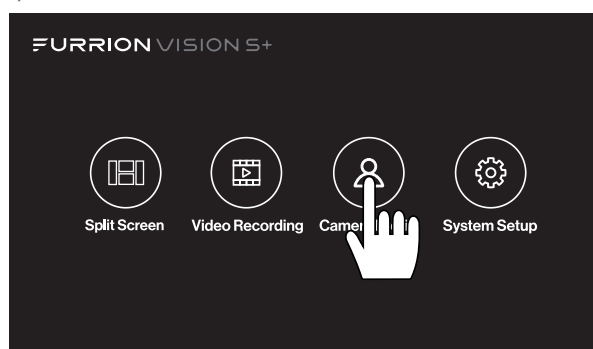 FURRION VISION S+
Split Screen
Video Recording
System Setup